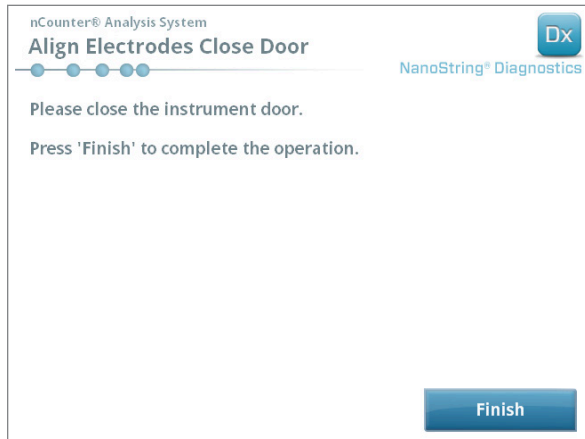 nCounter® Analysis System
Align Electrodes Close Door
Dx
NanoString® Diagnostics
Please close the instrument door.
Press 'Finish' to complete the operation.
Finish